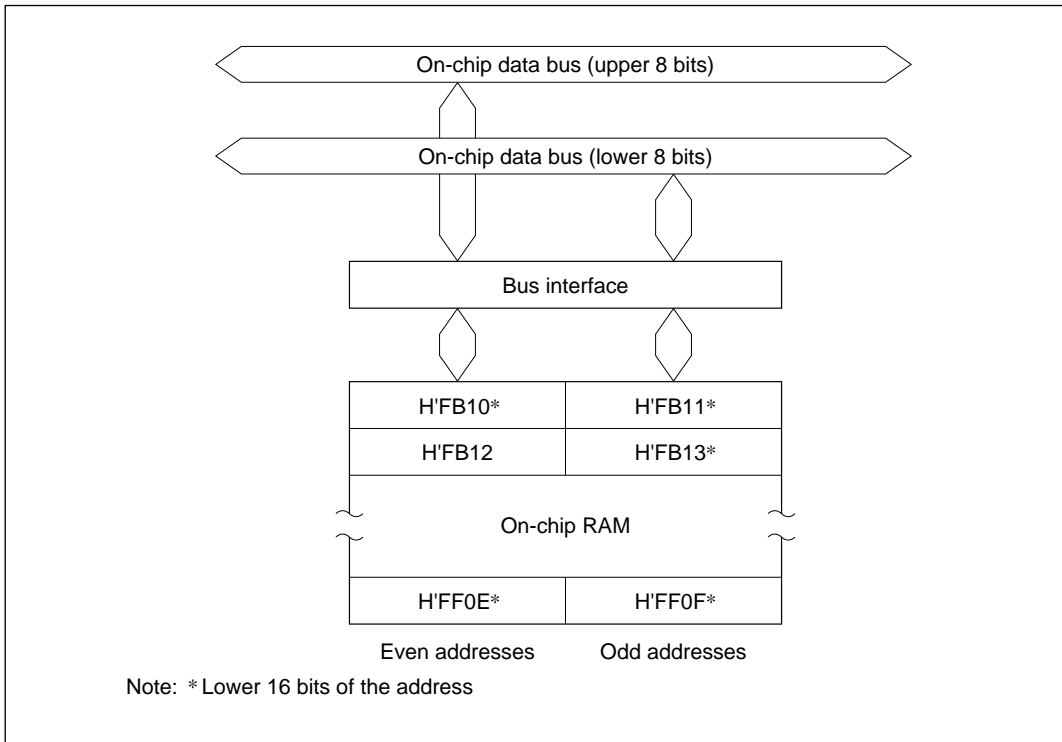 On-chip data bus (upper 8 bits)
On-chip data bus (lower 8 bits)
Bus interface
H'FB10* H'FB11*
H'FB12 H'FB13*
On-chip RAM
H'FF0E* H'FF0F*
Even addresses Odd addresses
Note: * Lower 16 bits of the address